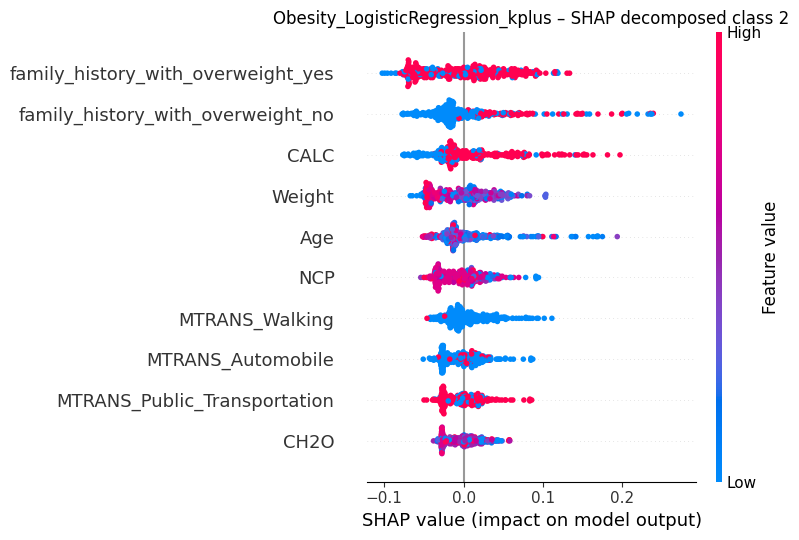 Obesity_LogisticRegression_kplus – SHAP decomposed class 2
High
family_history_with_overweight_yes
family_history_with_overweight_no
CALC
Weight
Age
NCP
MTRANS_Walking
MTRANS_Automobile
MTRANS_Public_Transportation
CH2O
Feature value
Low
−0.1 0.0 0.1 0.2
SHAP value (impact on model output)